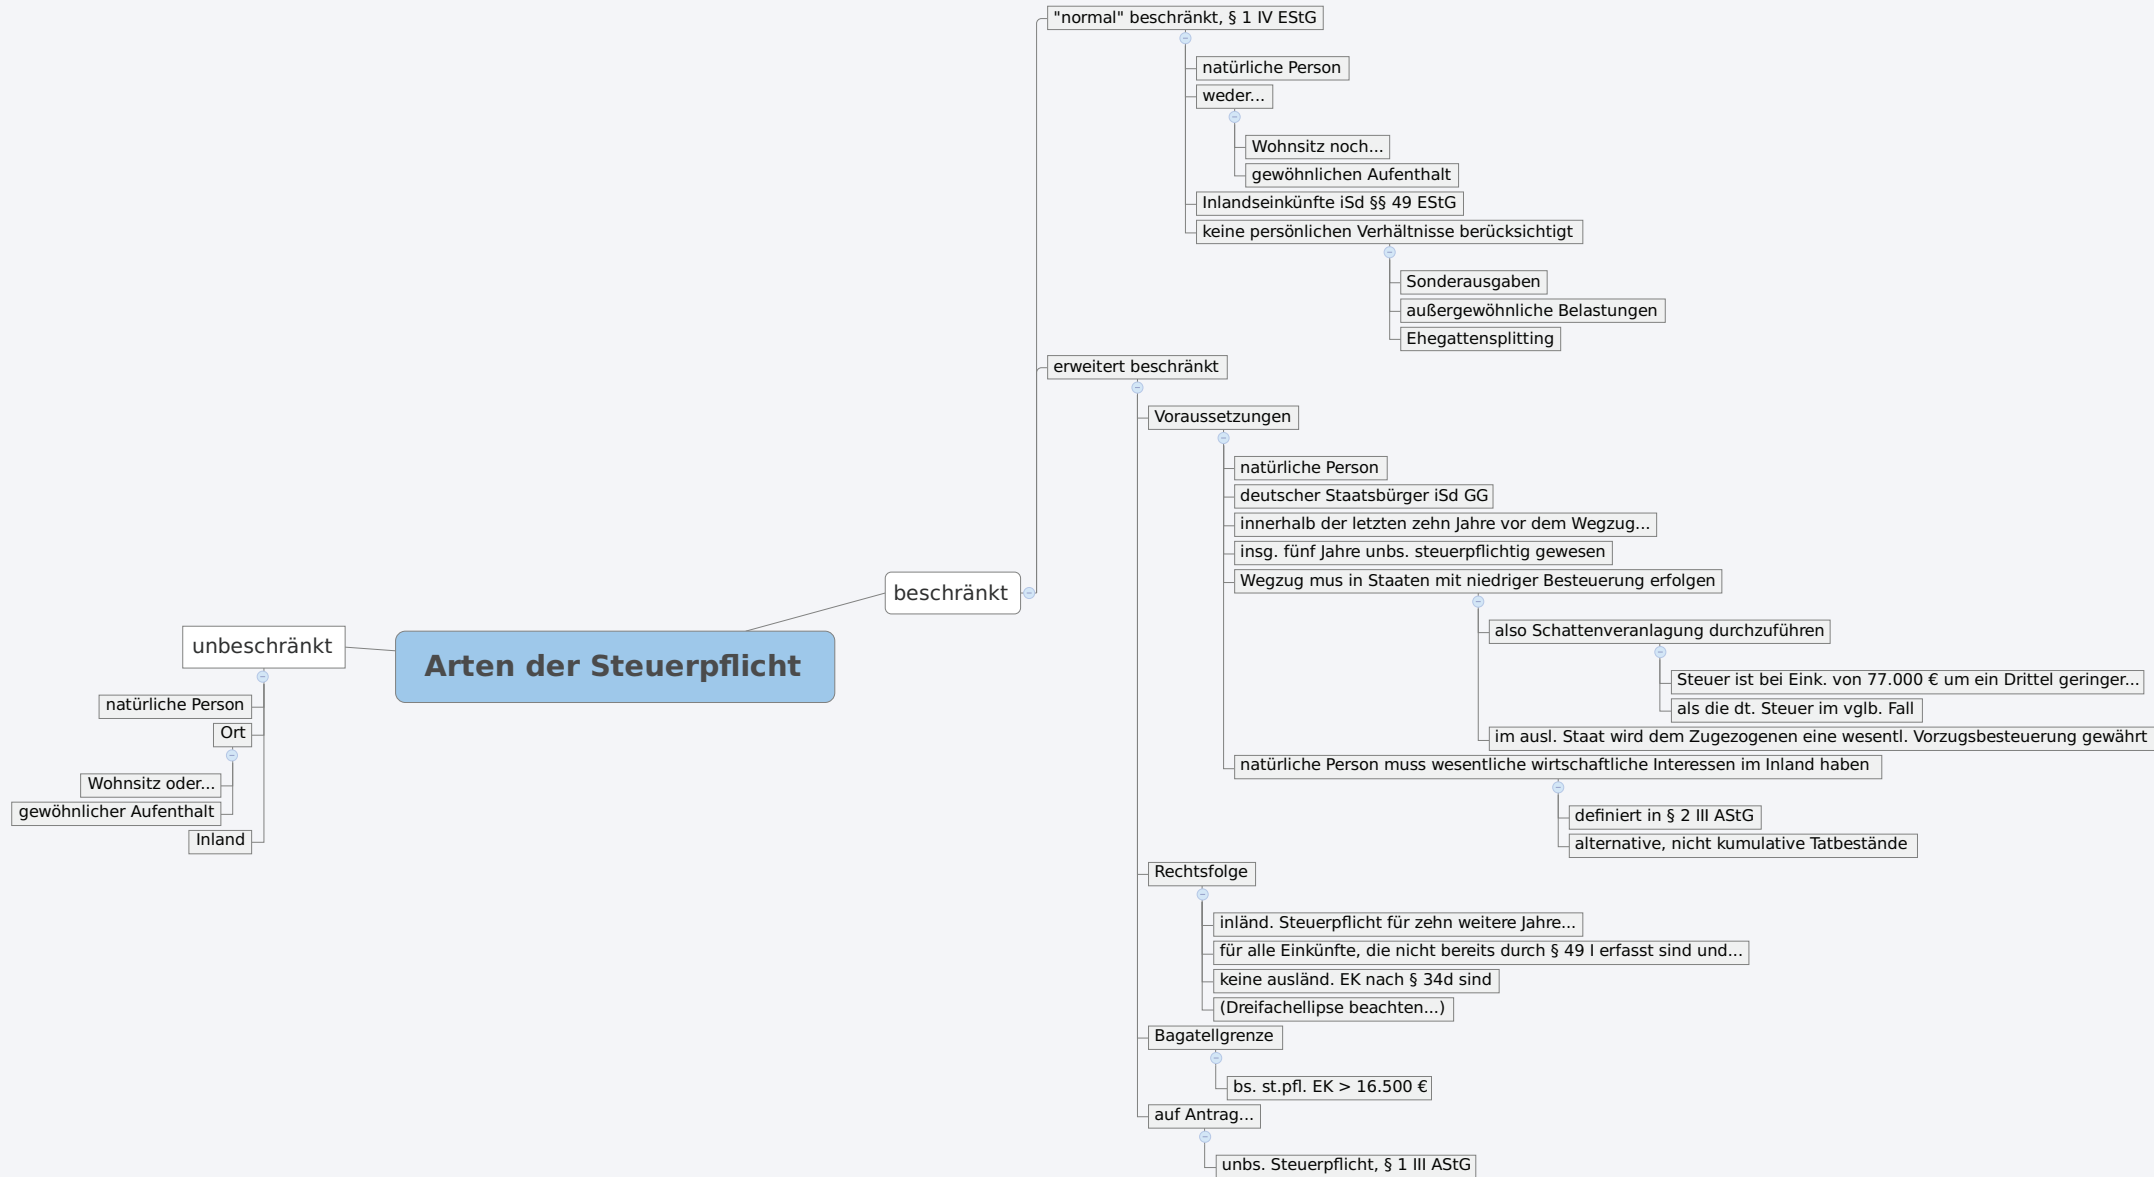 Arten der Steuerpflicht
unbeschränkt
natürliche Person
Ort
Wohnsitz oder...
gewöhnlicher Aufenthalt
Inland
beschränkt
"normal" beschränkt, § 1 IV EStG
natürliche Person
weder...
Wohnsitz noch...
gewöhnlichen Aufenthalt
Inlandseinkünfte iSd §§ 49 EStG
keine persönlichen Verhältnisse berücksichtigt
Sonderausgaben
außergewöhnliche Belastungen
Ehegattensplitting
erweitert beschränkt
Voraussetzungen
natürliche Person
deutscher Staatsbürger iSd GG
innerhalb der letzten zehn Jahre vor dem Wegzug...
insg. fünf Jahre unbs. steuerpflichtig gewesen
Wegzug mus in Staaten mit niedriger Besteuerung erfolgen
also Schattenveranlagung durchzuführen
Steuer ist bei Eink. von 77.000 € um ein Drittel geringer...
als die dt. Steuer im vglb. Fall
im ausl. Staat wird dem Zugezogenen eine wesentl. Vorzugsbesteuerung gewährt
natürliche Person muss wesentliche wirtschaftliche Interessen im Inland haben
definiert in § 2 III AStG
alternative, nicht kumulative Tatbestände
Rechtsfolge
inländ. Steuerpflicht für zehn weitere Jahre...
für alle Einkünfte, die nicht bereits durch § 49 I erfasst sind und...
keine ausländ. EK nach § 34d sind
(Dreifachellipse beachten...)
Bagatellgrenze
bs. st.pfl. EK > 16.500 €
auf Antrag...
unbs. Steuerpflicht, § 1 III AStG